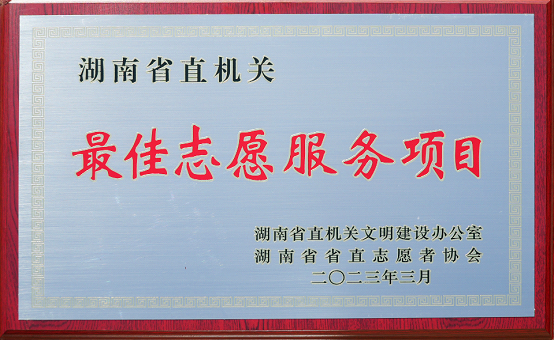 湖南省直机关
最佳志愿服务项目
湖南省直机关文明建设办公室
湖南省省直志愿者协会
二〇二三年三月